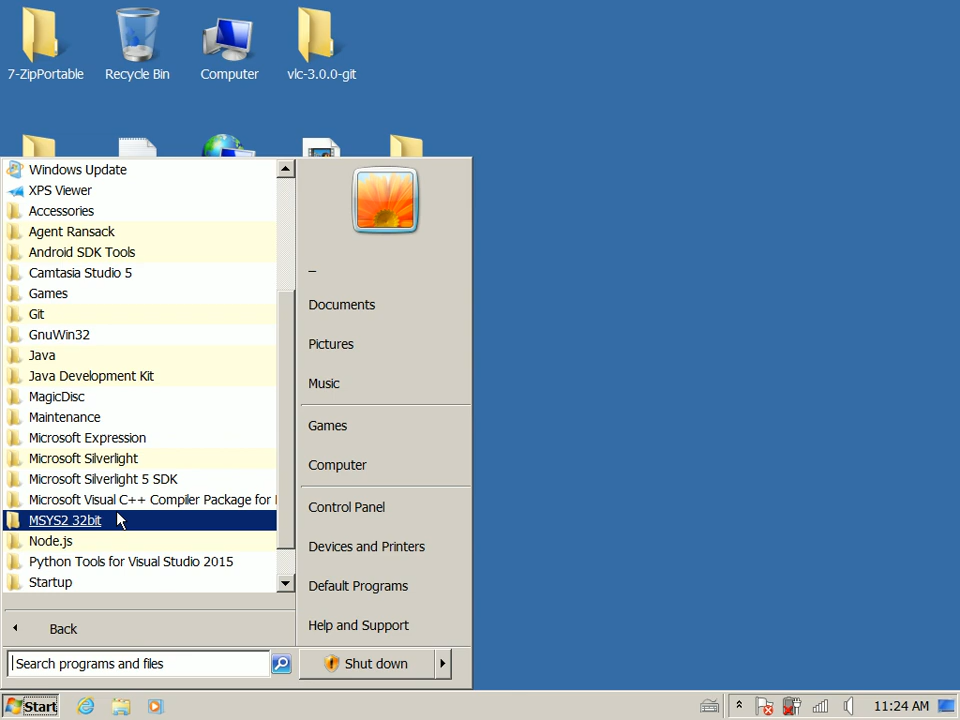 7-ZipPortable
Recycle Bin
Computer
vlc-3.0.0-git
Windows Update
XPS Viewer
Accessories
Agent Ransack
Android SDK Tools
Camtasia Studio 5
Games
Git
GnuWin32
Java
Java Development Kit
MagicDisc
Maintenance
Microsoft Expression
Microsoft Silverlight
Microsoft Silverlight 5 SDK
Microsoft Visual C++ Compiler Package for
MSYS2 32bit
Node.js
Python Tools for Visual Studio 2015
Startup
Back
Search programs and files
_
Documents
Pictures
Music
Games
Computer
Control Panel
Devices and Printers
Default Programs
Help and Support
Shut down
Start
11:24 AM